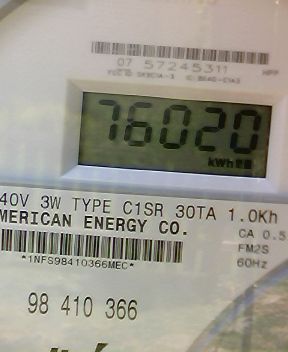 07 57245311
76020
kWh
40V 3W TYPE C1SR 30TA 1.0Kh
MERICAN ENERGY CO.
CA 0.5
FM2S
*1NFS98410366MEC*
60Hz
98 410 366